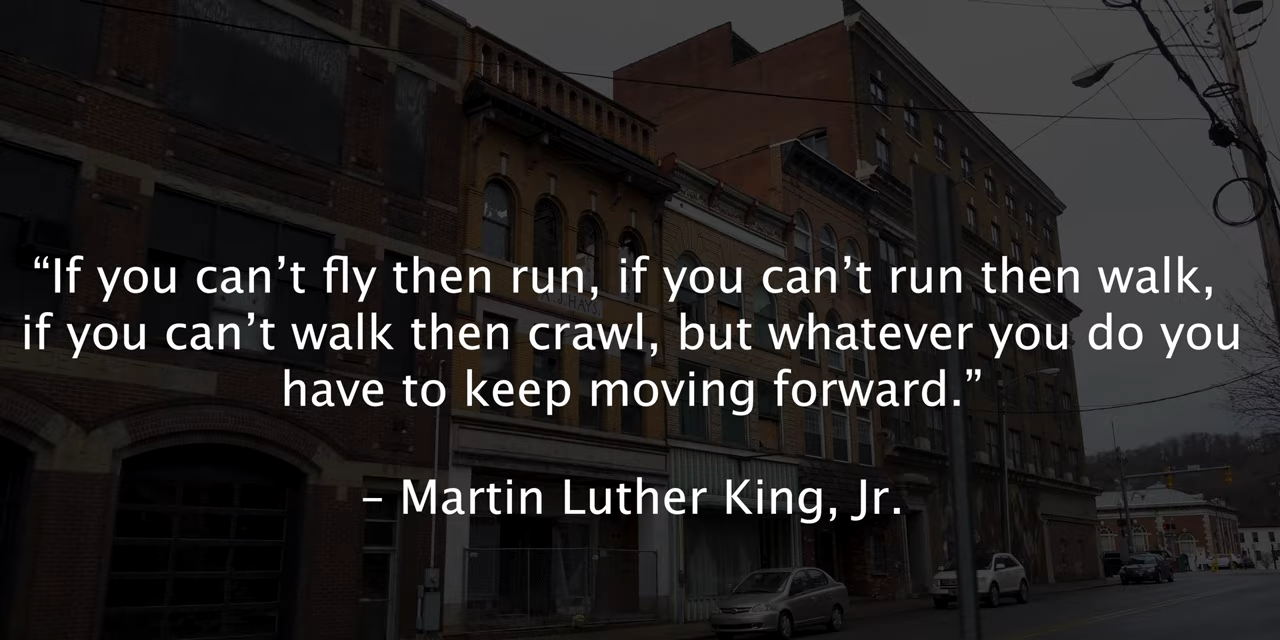 “If you can’t fly then run, if you can’t run then walk,
if you can’t walk then crawl, but whatever you do you
have to keep moving forward.”
– Martin Luther King, Jr.